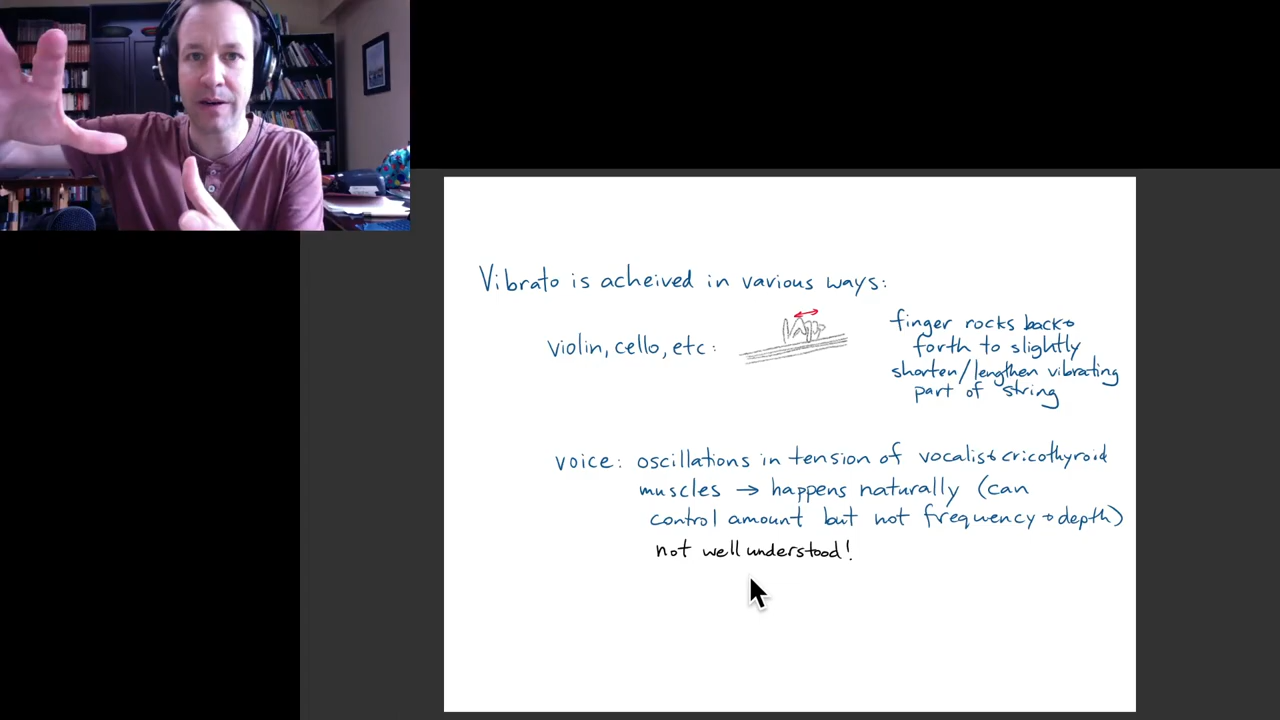 Vibrato is acheived in various ways:
violin, cello, etc:
finger rocks back +
forth to slightly
shorten/lengthen vibrating
part of string
voice: oscillations in tension of vocalis + cricothyroid
muscles → happens naturally (can
control amount but not frequency + depth)
not well understood!